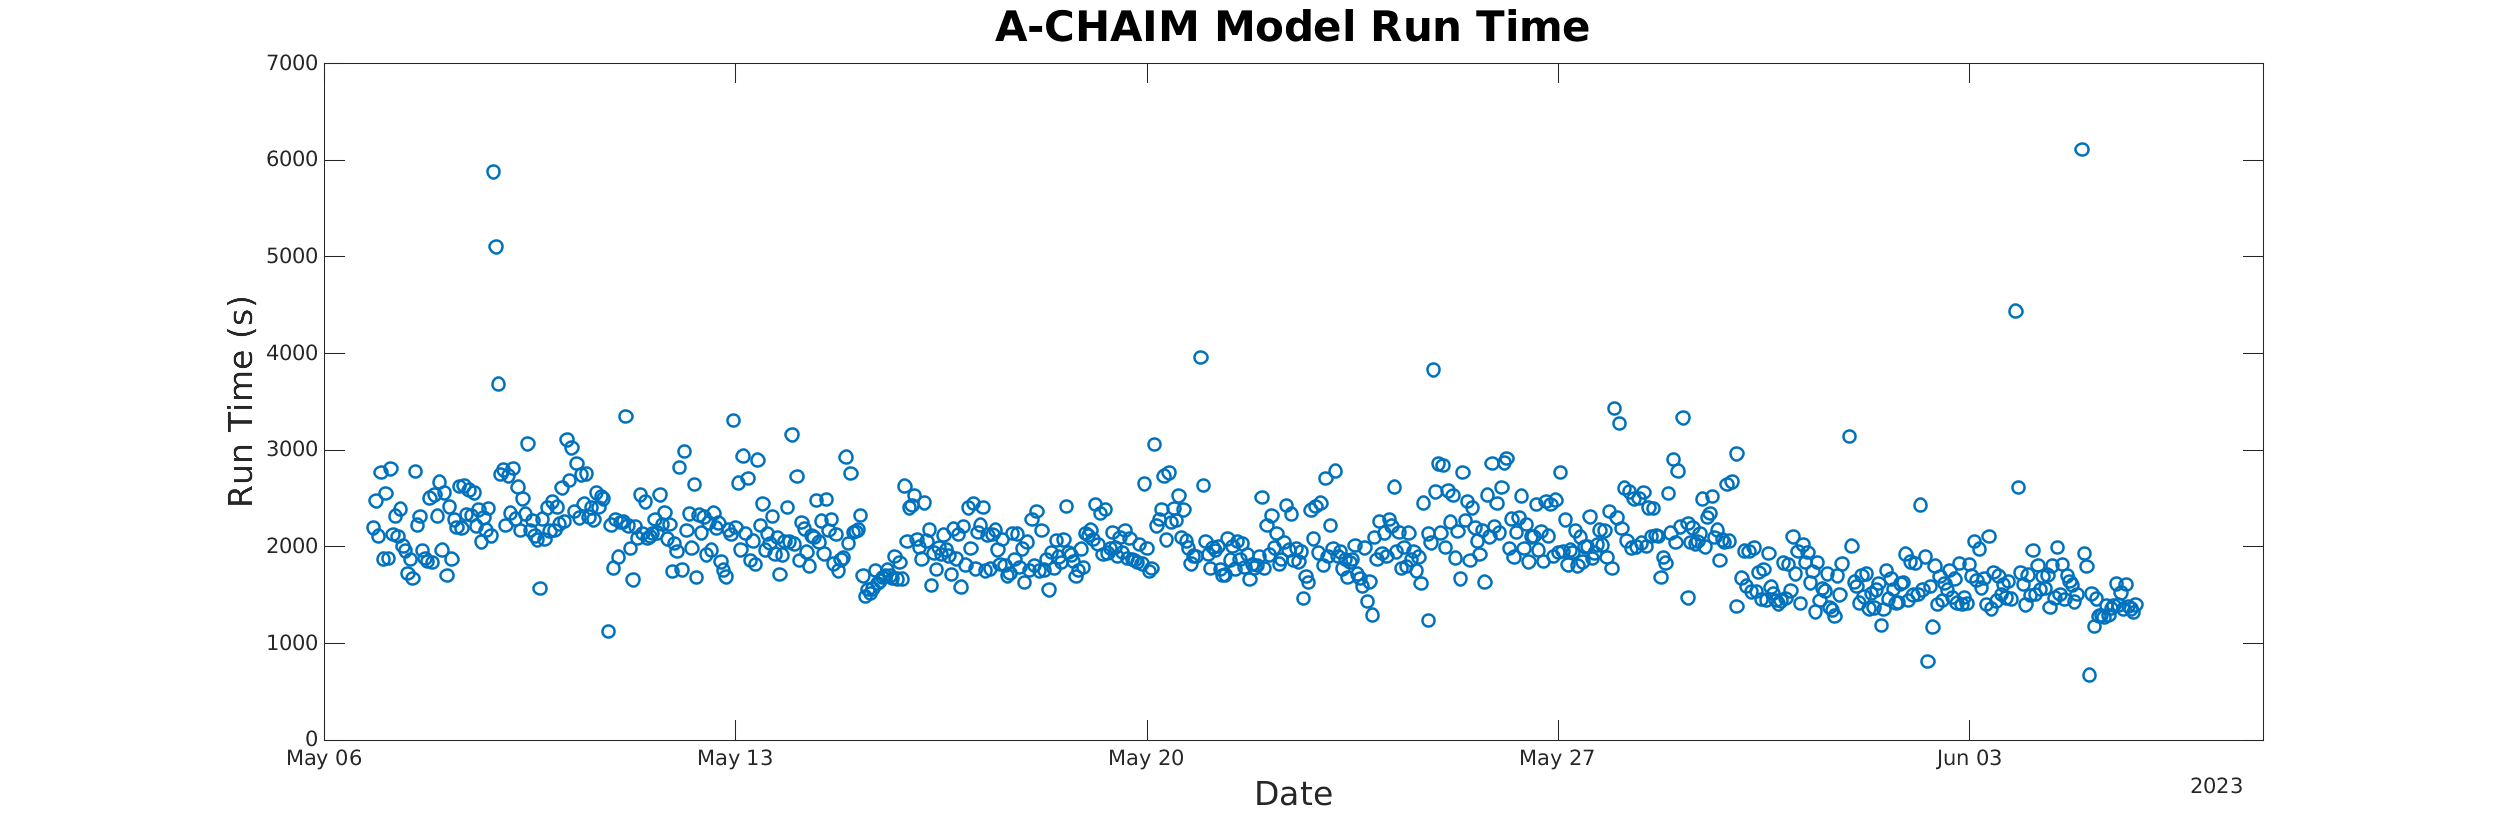 A-CHAIM Model Run Time
7000
6000
5000
4000
3000
2000
1000
0
Run Time (s)
May 06
May 13
May 20
May 27
Jun 03
2023
Date